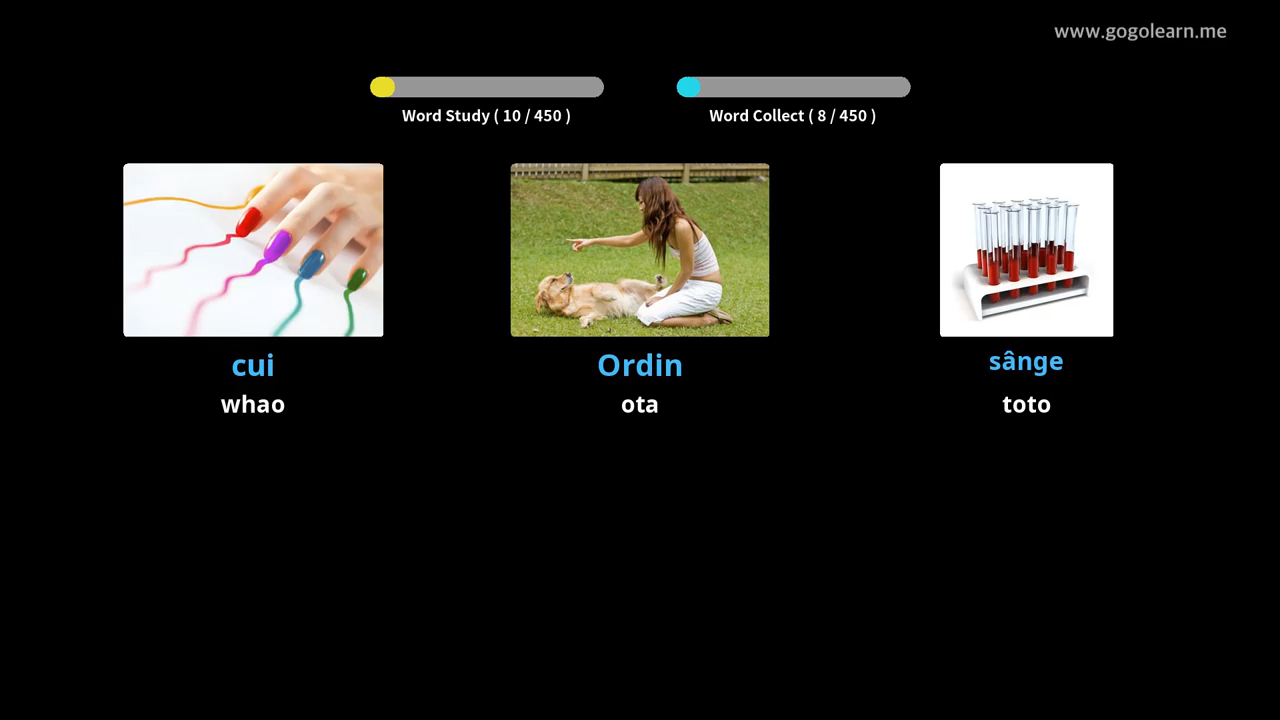 www.gogolearn.me
Word Study ( 10 / 450 )
Word Collect ( 8 / 450 )
cui
whao
Ordin
ota
sânge
toto